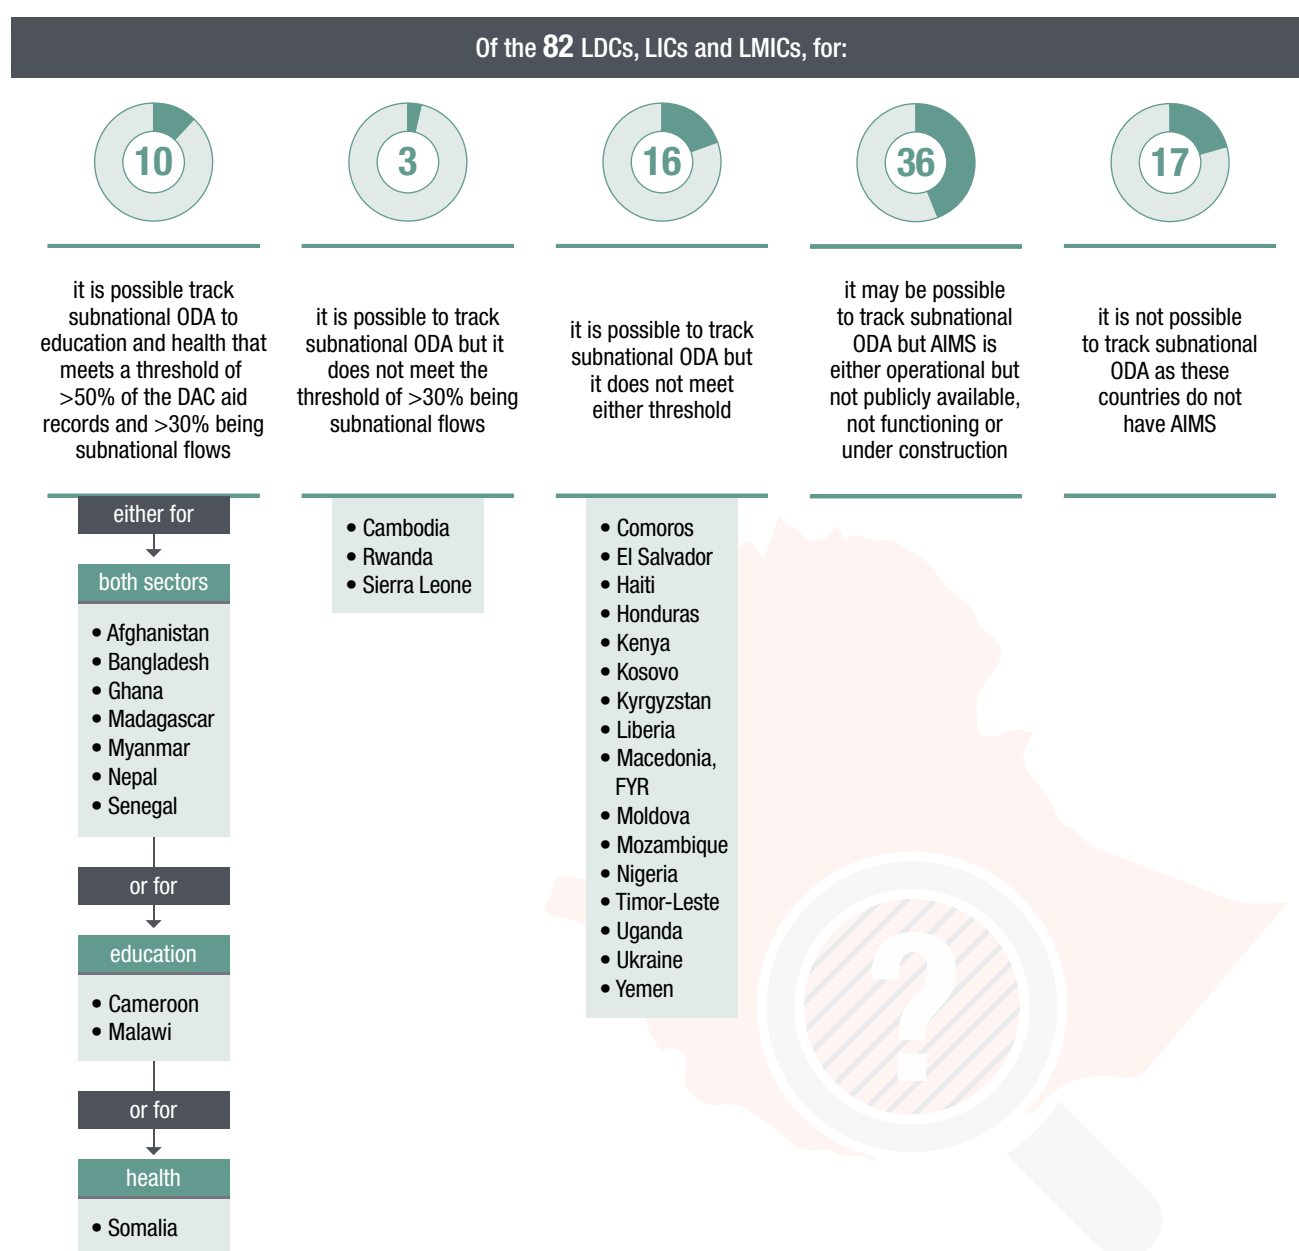 Of the 82 LDCs, LICs and LMICs, for:
10
it is possible track
subnational ODA to
education and health that
meets a threshold of
>50% of the DAC aid
records and >30% being
subnational flows
either for
both sectors
• Afghanistan
• Bangladesh
• Ghana
• Madagascar
• Myanmar
• Nepal
• Senegal
or for
education
• Cameroon
• Malawi
or for
health
• Somalia
3
it is possible to track
subnational ODA but it
does not meet the
threshold of >30% being
subnational flows
• Cambodia
• Rwanda
• Sierra Leone
16
it is possible to track
subnational ODA but
it does not meet
either threshold
• Comoros
• El Salvador
• Haiti
• Honduras
• Kenya
• Kosovo
• Kyrgyzstan
• Liberia
• Macedonia,
FYR
• Moldova
• Mozambique
• Nigeria
• Timor-Leste
• Uganda
• Ukraine
• Yemen
36
it may be possible
to track subnational
ODA but AIMS is
either operational but
not publicly available,
not functioning or
under construction
17
it is not possible
to track subnational
ODA as these
countries do not
have AIMS
?